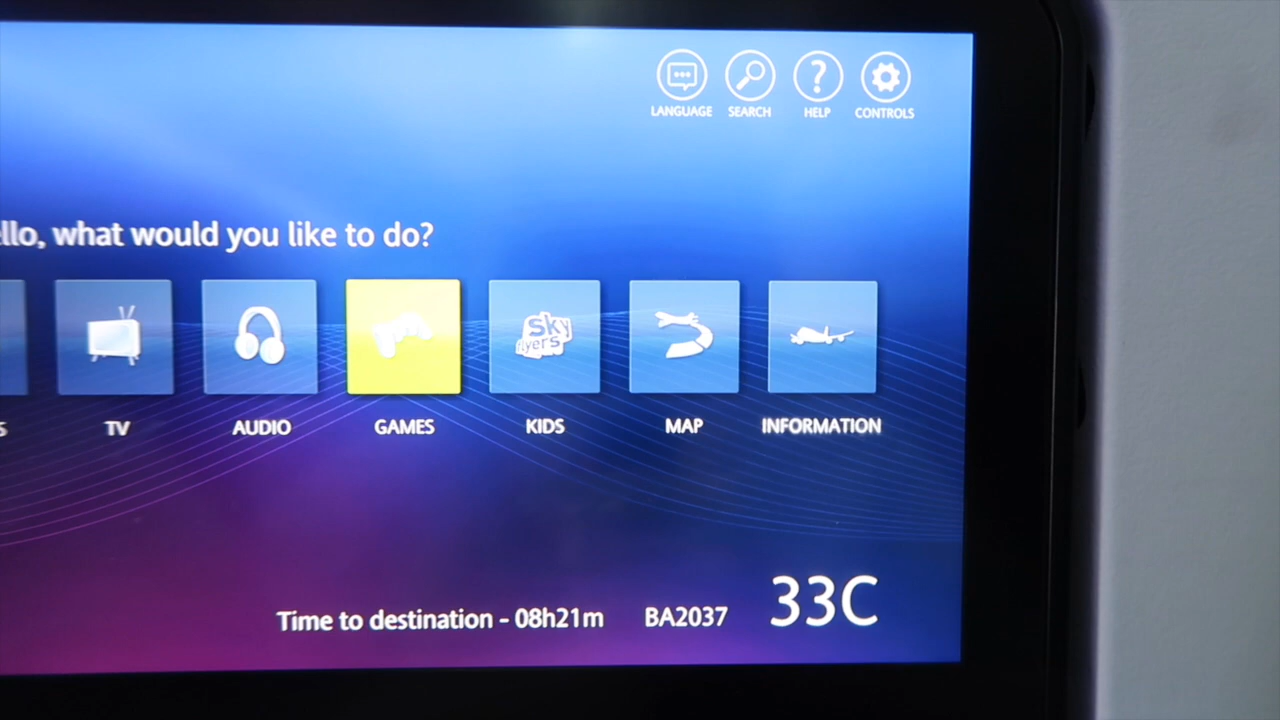 LANGUAGE SEARCH HELP CONTROLS
llo, what would you like to do?
sky
flyers
S TV AUDIO GAMES KIDS MAP INFORMATION
Time to destination - 08h21m BA2037 33C